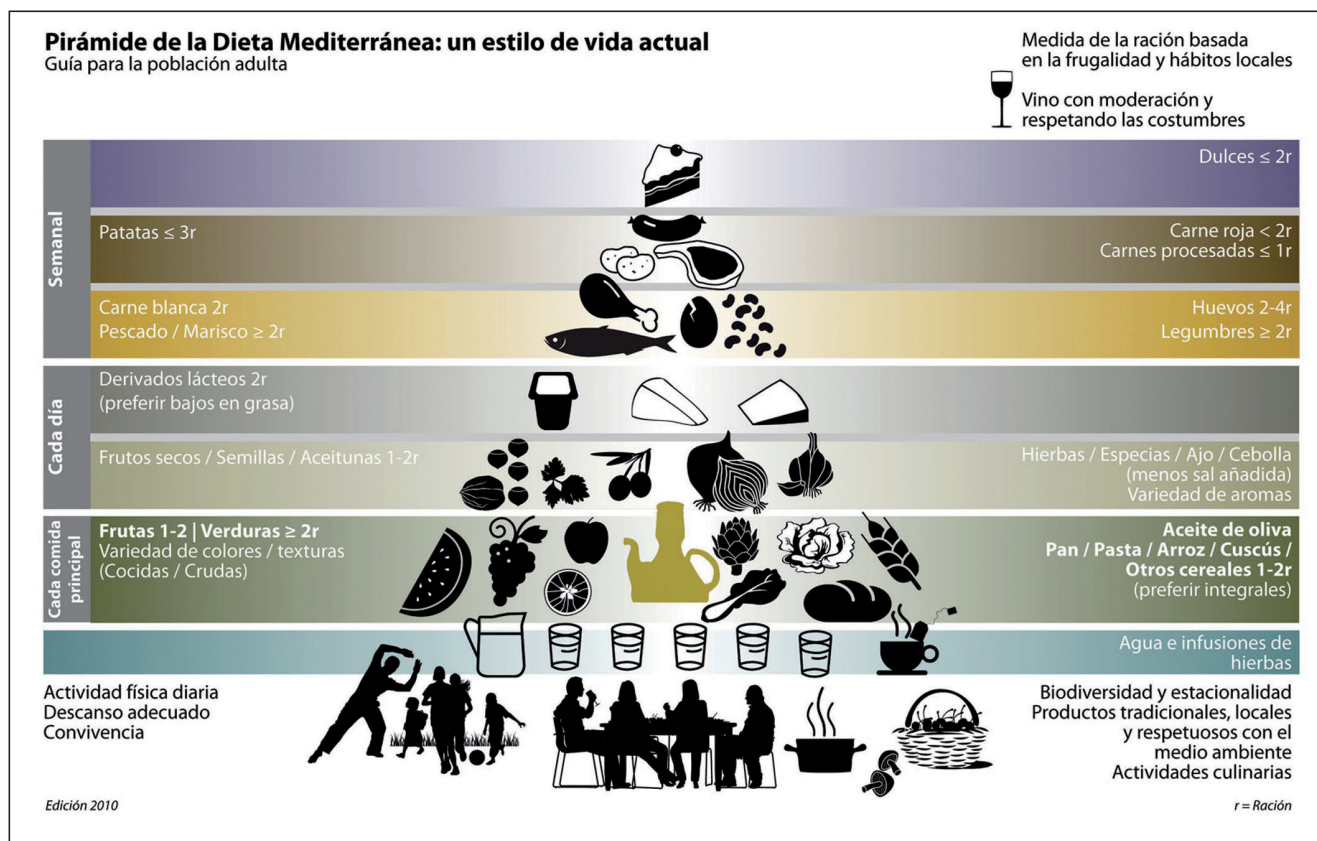 Pirámide de la Dieta Mediterránea: un estilo de vida actual
Guía para la población adulta
Medida de la ración basada
en la frugalidad y hábitos locales
Vino con moderación y
respetando las costumbres
Semanal
Dulces ≤ 2r
Patatas ≤ 3r
Carne roja < 2r
Carnes procesadas ≤ 1r
Carne blanca 2r
Pescado / Marisco ≥ 2r
Huevos 2-4r
Legumbres ≥ 2r
Cada día
Derivados lácteos 2r
(preferir bajos en grasa)
Frutos secos / Semillas / Aceitunas 1-2r
Hierbas / Especias / Ajo / Cebolla
(menos sal añadida)
Variedad de aromas
Cada comida
principal
Frutas 1-2 | Verduras ≥ 2r
Variedad de colores / texturas
(Cocidas / Crudas)
Aceite de oliva
Pan / Pasta / Arroz / Cuscús /
Otros cereales 1-2r
(preferir integrales)
Agua e infusiones de
hierbas
Actividad física diaria
Descanso adecuado
Convivencia
Biodiversidad y estacionalidad
Productos tradicionales, locales
y respetuosos con el
medio ambiente
Actividades culinarias
Edición 2010
r = Ración